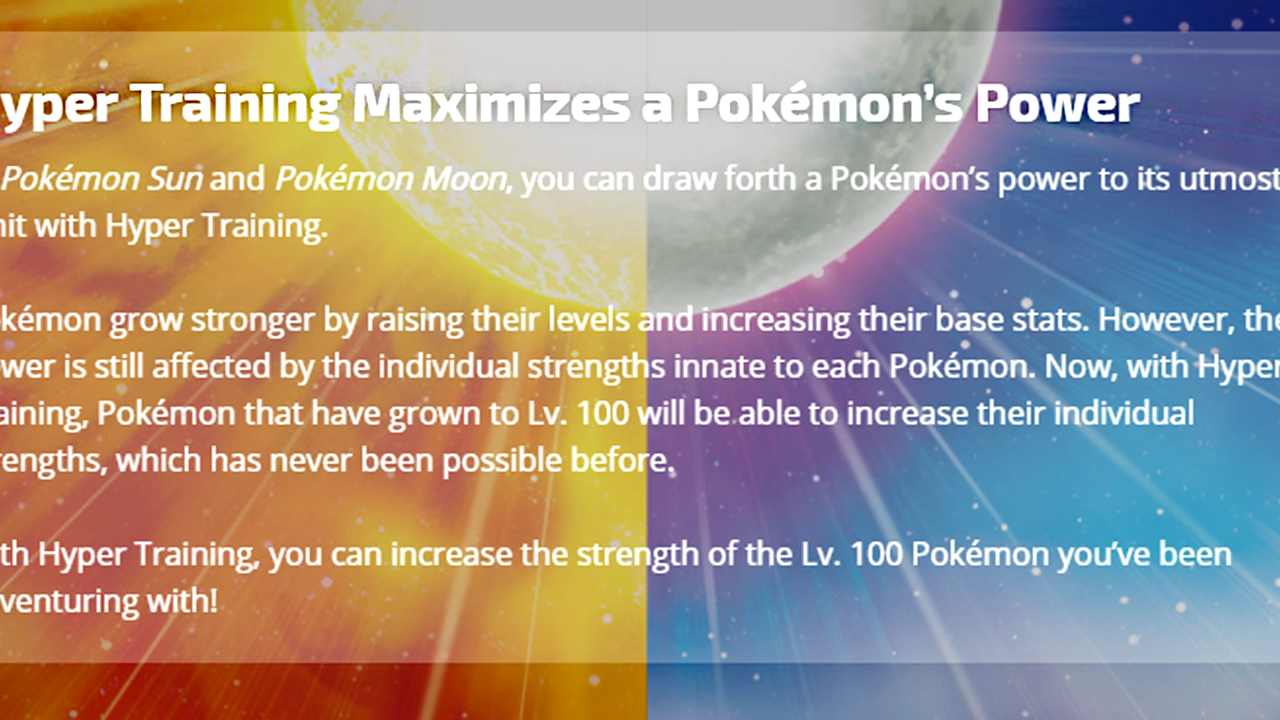 yper Training Maximizes a Pokémon's Power
Pokémon Sun and Pokémon Moon, you can draw forth a Pokémon's power to its utmost
it with Hyper Training.
kémon grow stronger by raising their levels and increasing their base stats. However, the
wer is still affected by the individual strengths innate to each Pokémon. Now, with Hyper
aining, Pokémon that have grown to Lv. 100 will be able to increase their individual
rengths, which has never been possible before.
th Hyper Training, you can increase the strength of the Lv. 100 Pokémon you've been
venturing with!